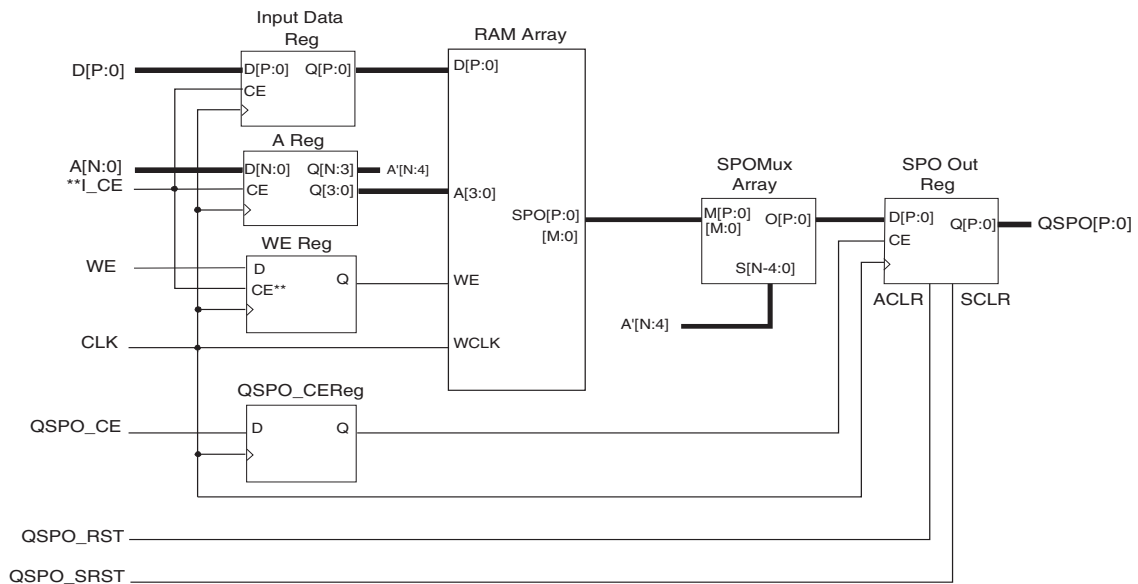 Input Data
Reg
D[P:0]
D[P:0] Q[P:0]
CE
A Reg
A[N:0]
**I_CE
D[N:0] Q[N:3]
CE Q[3:0]
A'[N:4]
WE Reg
WE
D
Q
CE**
CLK
QSPO_CEReg
QSPO_CE
D Q
RAM Array
D[P:0]
A[3:0]
SPO[P:0]
[M:0]
WE
WCLK
SPOMux
Array
M[P:0] O[P:0]
[M:0]
S[N-4:0]
A'[N:4]
SPO Out
Reg
D[P:0] Q[P:0]
CE
QSPO[P:0]
ACLR SCLR
QSPO_RST
QSPO_SRST